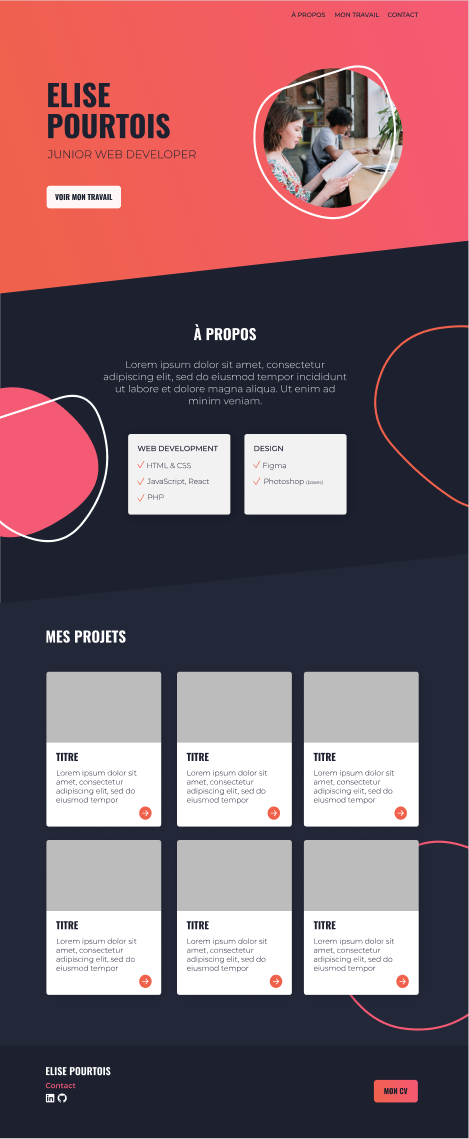 À PROPOS MON TRAVAIL CONTACT
ELISE
POURTOIS
JUNIOR WEB DEVELOPER
VOIR MON TRAVAIL
À PROPOS
Lorem ipsum dolor sit amet, consectetur
adipiscing elit, sed do eiusmod tempor incididunt
ut labore et dolore magna aliqua. Ut enim ad
minim veniam.
WEB DEVELOPMENT
HTML & CSS
JavaScript, React
PHP
DESIGN
Figma
Photoshop (bases)
MES PROJETS
TITRE
Lorem ipsum dolor sit
amet, consectetur
adipiscing elit, sed do
eiusmod tempor
TITRE
Lorem ipsum dolor sit
amet, consectetur
adipiscing elit, sed do
eiusmod tempor
TITRE
Lorem ipsum dolor sit
amet, consectetur
adipiscing elit, sed do
eiusmod tempor
TITRE
Lorem ipsum dolor sit
amet, consectetur
adipiscing elit, sed do
eiusmod tempor
TITRE
Lorem ipsum dolor sit
amet, consectetur
adipiscing elit, sed do
eiusmod tempor
TITRE
Lorem ipsum dolor sit
amet, consectetur
adipiscing elit, sed do
eiusmod tempor
ELISE POURTOIS
Contact
MON CV